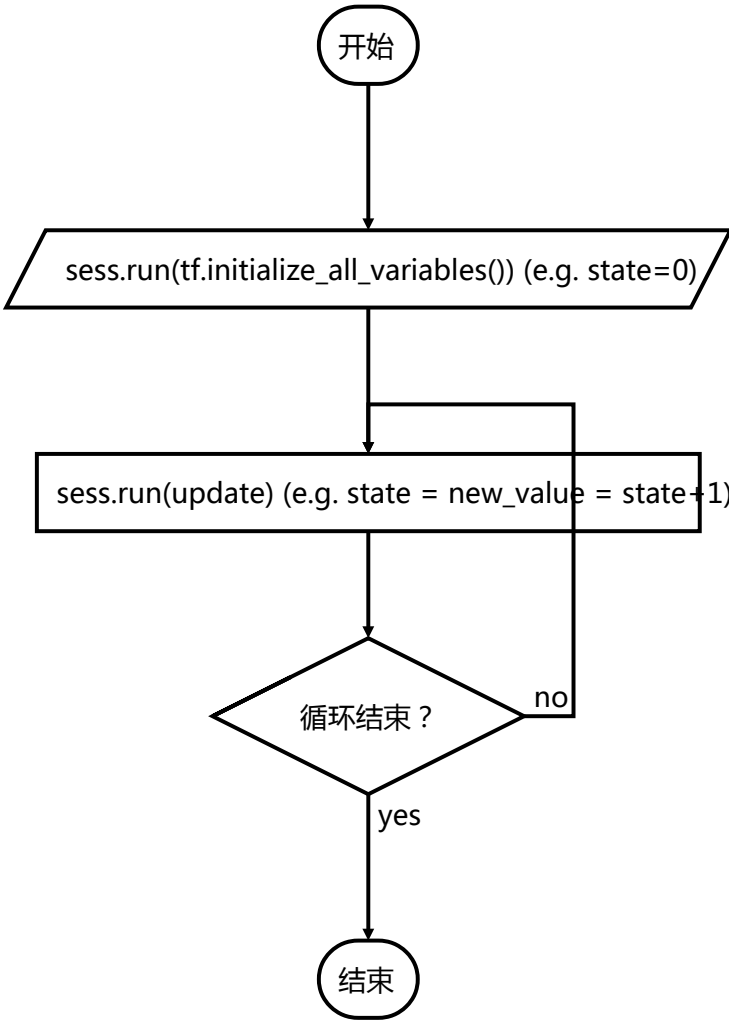 开始
sess.run(tf.initialize_all_variables()) (e.g. state=0)
sess.run(update) (e.g. state = new_value = state+1)
循环结束？
no
yes
结束